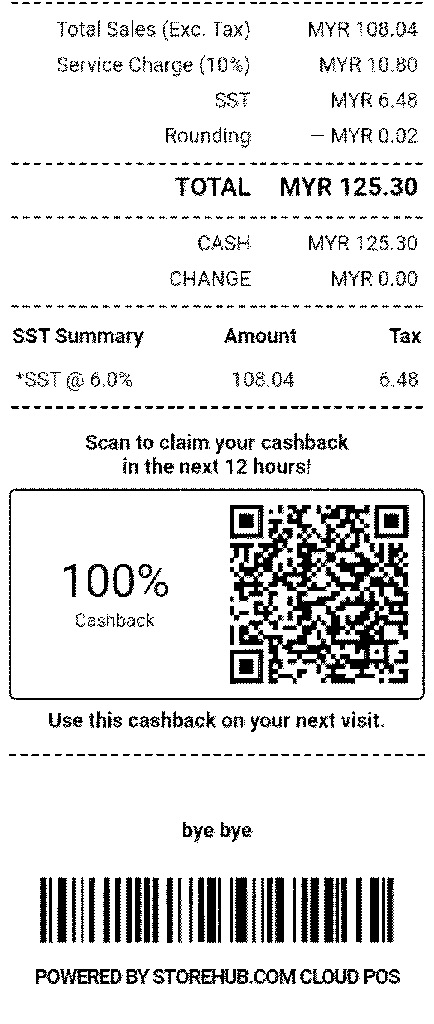 Total Sales (Exc. Tax) MYR 108.04
Service Charge (10%) MYR 10.80
SST MYR 6.48
Rounding – MYR 0.02
TOTAL MYR 125.30
CASH MYR 125.30
CHANGE MYR 0.00
SST Summary Amount Tax
*SST @ 6.0% 108.04 6.48
Scan to claim your cashback
in the next 12 hours!
100%
Cashback
Use this cashback on your next visit.
bye bye
POWERED BY STOREHUB.COM CLOUD POS